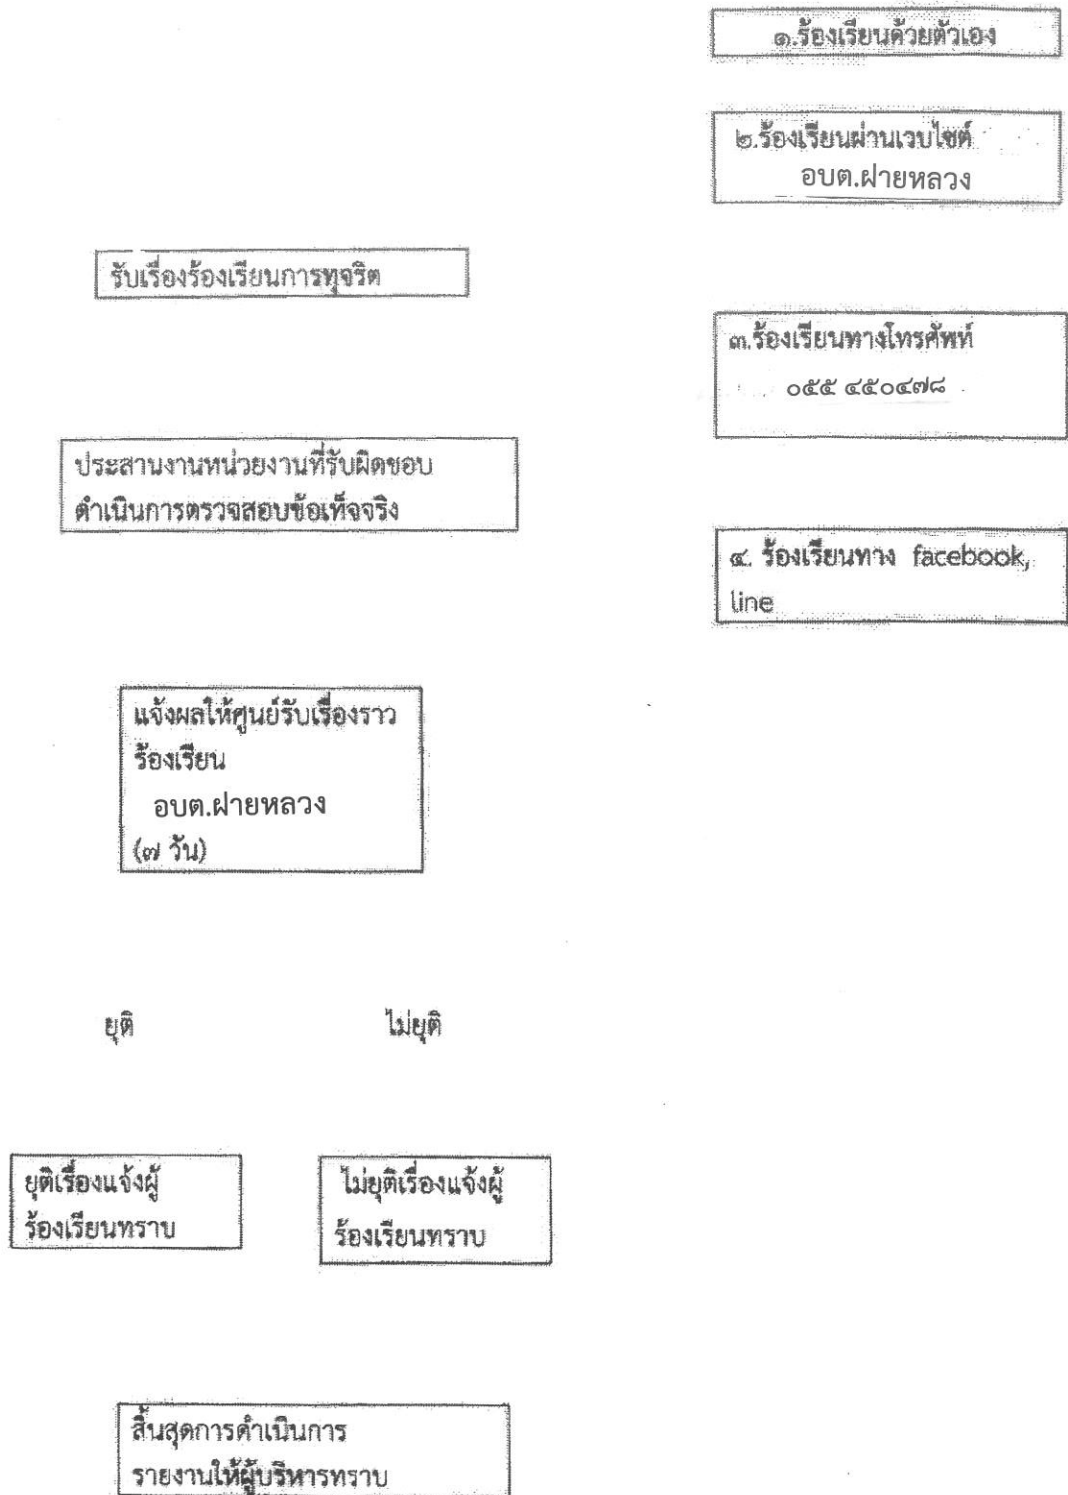 ๑.ร้องเรียนด้วยตัวเอง
๒.ร้องเรียนผ่านเวบไซต์
อบต.ฝายหลวง
รับเรื่องร้องเรียนการทุจริต
๓.ร้องเรียนทางโทรศัพท์
๐๕๕ ๔๕๐๔๗๘
ประสานงานหน่วยงานที่รับผิดชอบ
ดำเนินการตรวจสอบข้อเท็จจริง
๔. ร้องเรียนทาง facebook,
line
แจ้งผลให้ศูนย์รับเรื่องราว
ร้องเรียน
อบต.ฝายหลวง
(๗ วัน)
ยุติ
ไม่ยุติ
ยุติเรื่องแจ้งผู้
ร้องเรียนทราบ
ไม่ยุติเรื่องแจ้งผู้
ร้องเรียนทราบ
สิ้นสุดการดำเนินการ
รายงานให้ผู้บริหารทราบ